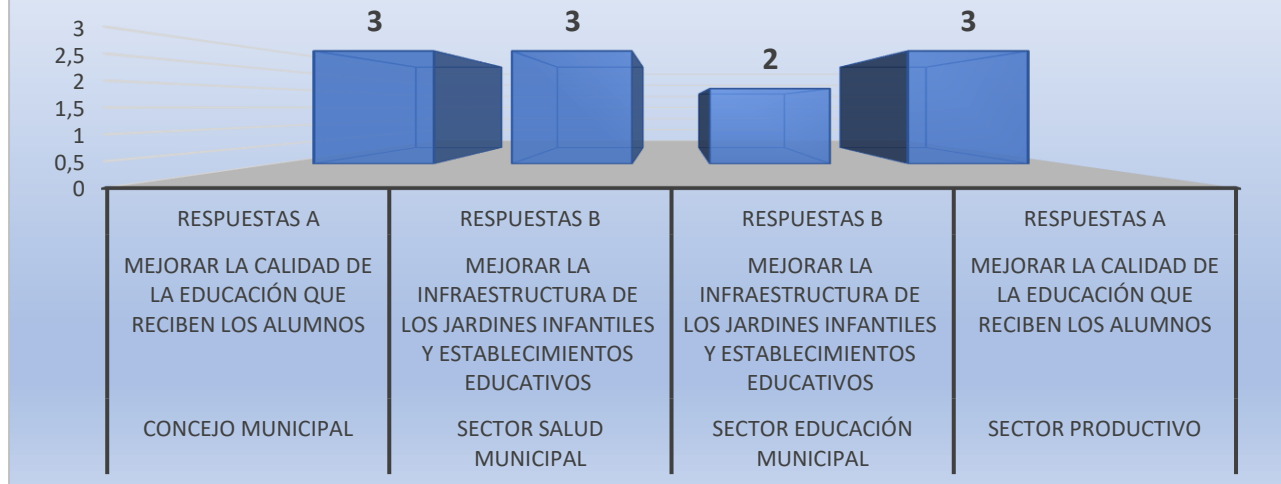 3
3
2
3
3
2,5
2
1,5
1
0,5
0
RESPUESTAS A
MEJORAR LA CALIDAD DE
LA EDUCACIÓN QUE
RECIBEN LOS ALUMNOS
CONCEJO MUNICIPAL
RESPUESTAS B
MEJORAR LA
INFRAESTRUCTURA DE
LOS JARDINES INFANTILES
Y ESTABLECIMIENTOS
EDUCATIVOS
SECTOR SALUD
MUNICIPAL
RESPUESTAS B
MEJORAR LA
INFRAESTRUCTURA DE
LOS JARDINES INFANTILES
Y ESTABLECIMIENTOS
EDUCATIVOS
SECTOR EDUCACIÓN
MUNICIPAL
RESPUESTAS A
MEJORAR LA CALIDAD DE
LA EDUCACIÓN QUE
RECIBEN LOS ALUMNOS
SECTOR PRODUCTIVO